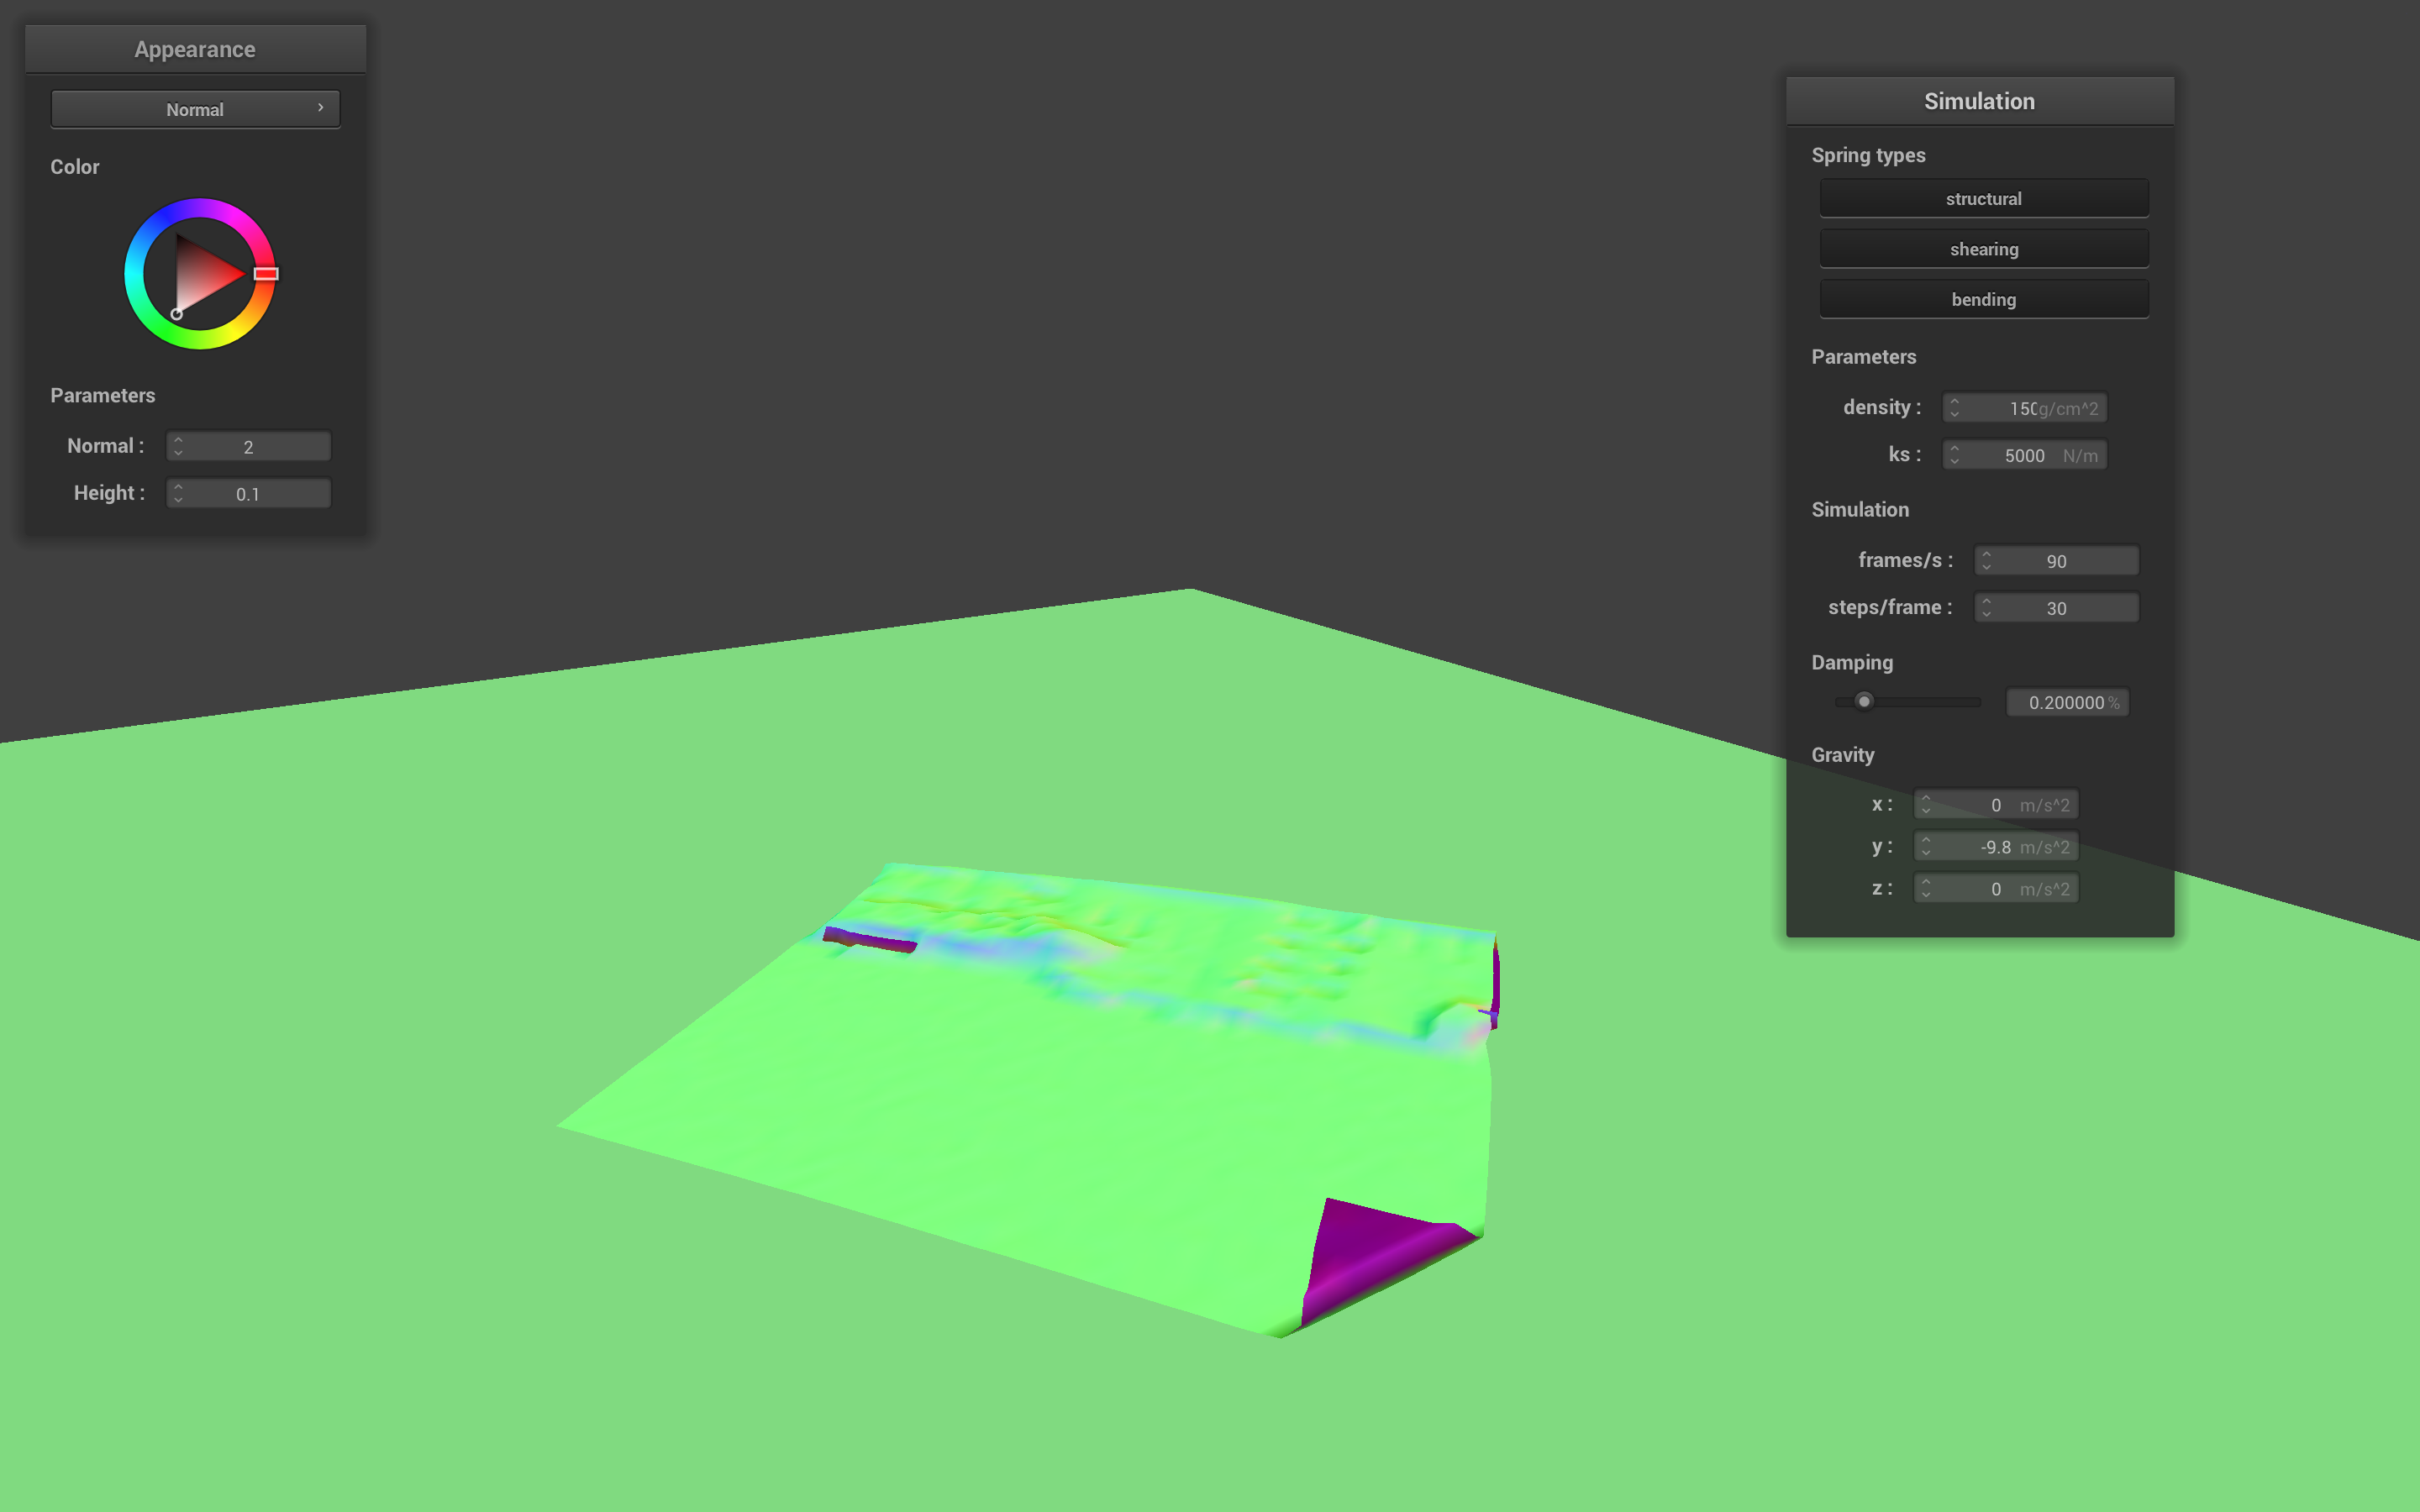 Appearance
Normal
Color
Parameters
Normal : 2
Height : 0.1
Simulation
Spring types
structural
shearing
bending
Parameters
density : 150 g/cm^2
ks : 5000 N/m
Simulation
frames/s : 90
steps/frame : 30
Damping
0.200000 %
Gravity
x : 0 m/s^2
y : -9.8 m/s^2
z : 0 m/s^2